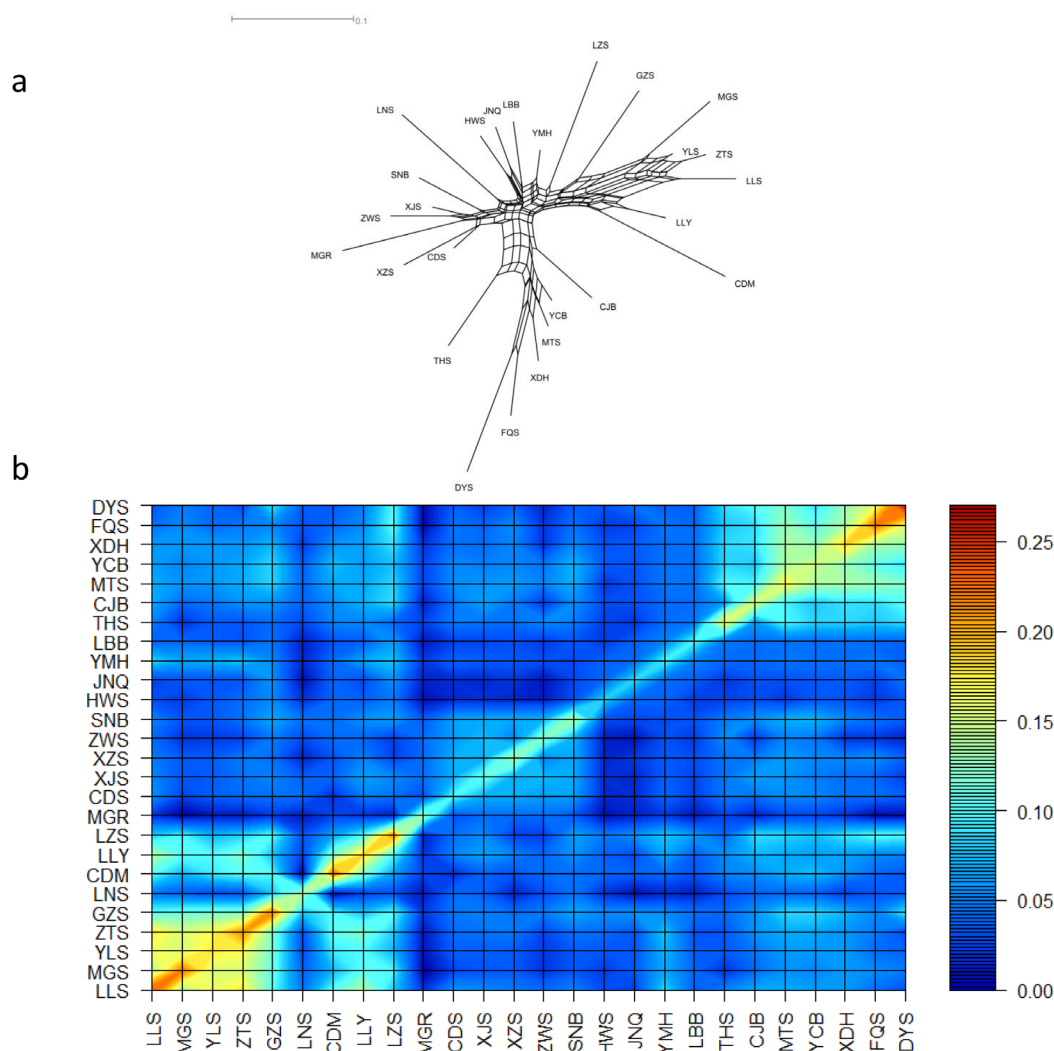 0.1
a
LZS
GZS
MGS
LBB
JNQ
LNS
HWS
YMH
YLS
ZTS
SNB
LLS
XJS
ZWS
LLY
MGR
CDS
XZS
CDM
CJB
YCB
MTS
THS
XDH
FQS
b
DYS
DYS
FQS
XDH
YCB
MTS
CJB
THS
LBB
YMH
JNQ
HWS
SNB
ZWS
XZS
XJS
CDS
MGR
LZS
LLY
CDM
LNS
GZS
ZTS
YLS
MGS
LLS
0.25
0.20
0.15
0.10
0.05
0.00
LLS MGS YLS ZTS GZS LNS CDM LLY LZS MGR CDS XJS XZS ZWS SNB HWS JNQ YMH LBB THS CJB MTS YCB XDH FQS DYS